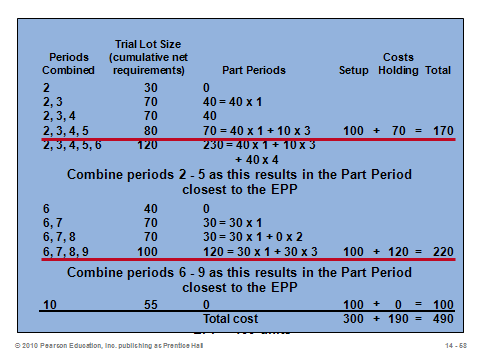 Trial Lot Size
Periods (cumulative net Costs
Combined requirements) Part Periods Setup Holding Total
2 30 0
2, 3 70 40 = 40 x 1
2, 3, 4 70 40
2, 3, 4, 5 80 70 = 40 x 1 + 10 x 3 100 + 70 = 170
2, 3, 4, 5, 6 120 230 = 40 x 1 + 10 x 3
+ 40 x 4
Combine periods 2 - 5 as this results in the Part Period
closest to the EPP
6 40 0
6, 7 70 30 = 30 x 1
6, 7, 8 70 30 = 30 x 1 + 0 x 2
6, 7, 8, 9 100 120 = 30 x 1 + 30 x 3 100 + 120 = 220
Combine periods 6 - 9 as this results in the Part Period
closest to the EPP
10 55 0 100 + 0 = 100
Total cost 300 + 190 = 490
© 2010 Pearson Education, Inc. publishing as Prentice Hall 14 - 58